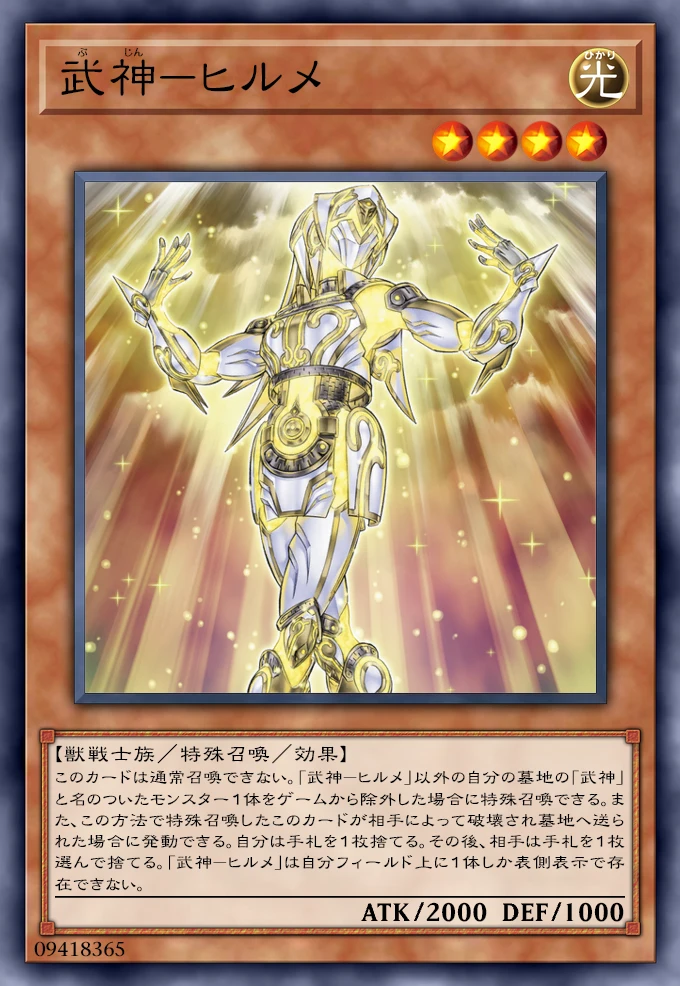 ぶ じん
武神－ヒルメ
ひかり
光
【獣戦士族／特殊召喚／効果】
このカードは通常召喚できない。「武神－ヒルメ」以外の自分の墓地の「武神」
と名のついたモンスター１体をゲームから除外した場合に特殊召喚できる。ま
た、この方法で特殊召喚したこのカードが相手によって破壊され墓地へ送ら
れた場合に発動できる。自分は手札を１枚捨てる。その後、相手は手札を１枚
選んで捨てる。「武神－ヒルメ」は自分フィールド上に１体しか表側表示で存
在できない。
ATK/2000 DEF/1000
09418365